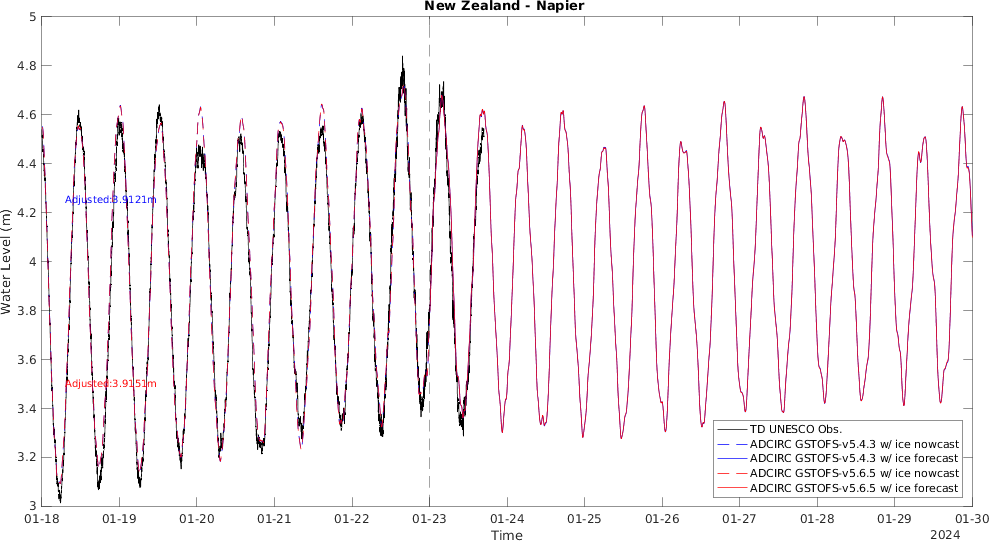 New Zealand - Napier
5
4.8
4.6
4.4
4.2
4
3.8
3.6
3.4
3.2
3
Water Level (m)
Adjusted:3.9121m
Adjusted:3.9151m
TD UNESCO Obs.
ADCIRC GSTOFS-v5.4.3 w/ ice nowcast
ADCIRC GSTOFS-v5.4.3 w/ ice forecast
ADCIRC GSTOFS-v5.6.5 w/ ice nowcast
ADCIRC GSTOFS-v5.6.5 w/ ice forecast
01-18 01-19 01-20 01-21 01-22 01-23 01-24 01-25 01-26 01-27 01-28 01-29 01-30
Time
2024